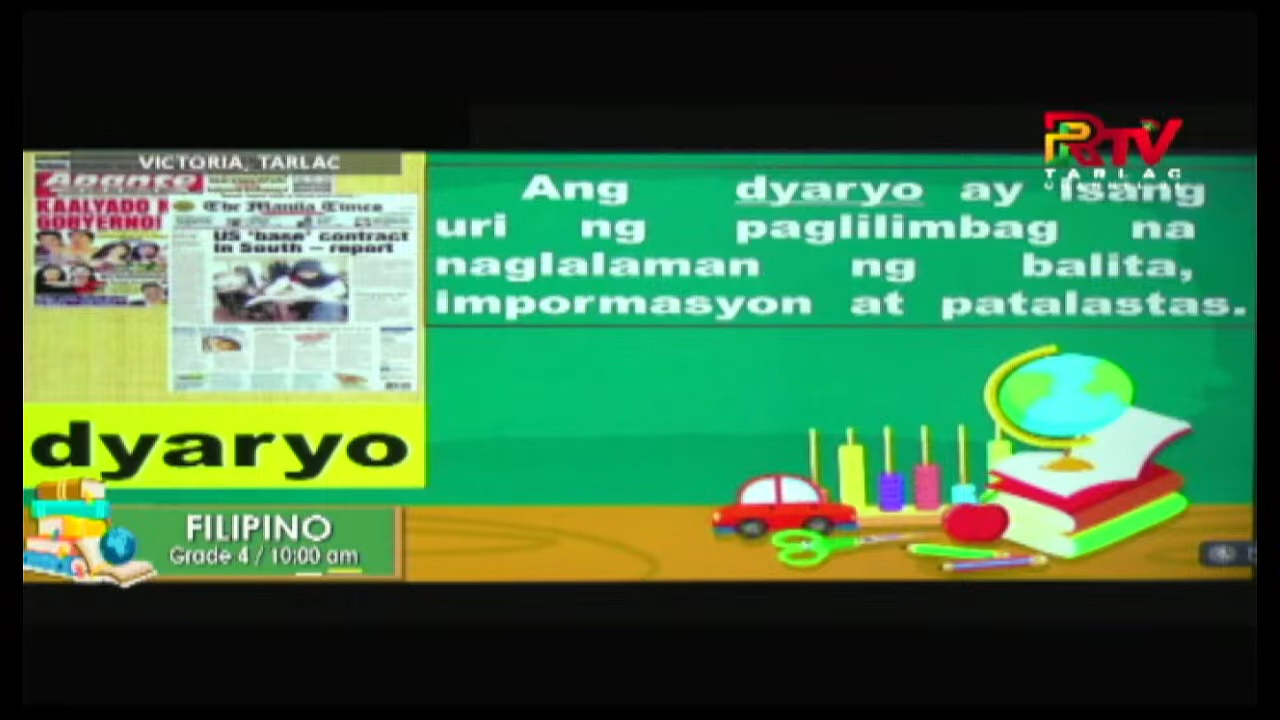 VICTORIA, TARLAC
RTV
TARLAC
Abante
KAALYADO
GOBYERNO!
The Manila Times
US 'base' contract
in South – report
dyaryo
Ang dyaryo ay Isang
uri ng paglilimbag na
naglalaman ng balita,
impormasyon at patalastas.
FILIPINO
Grade 4 / 10:00 am